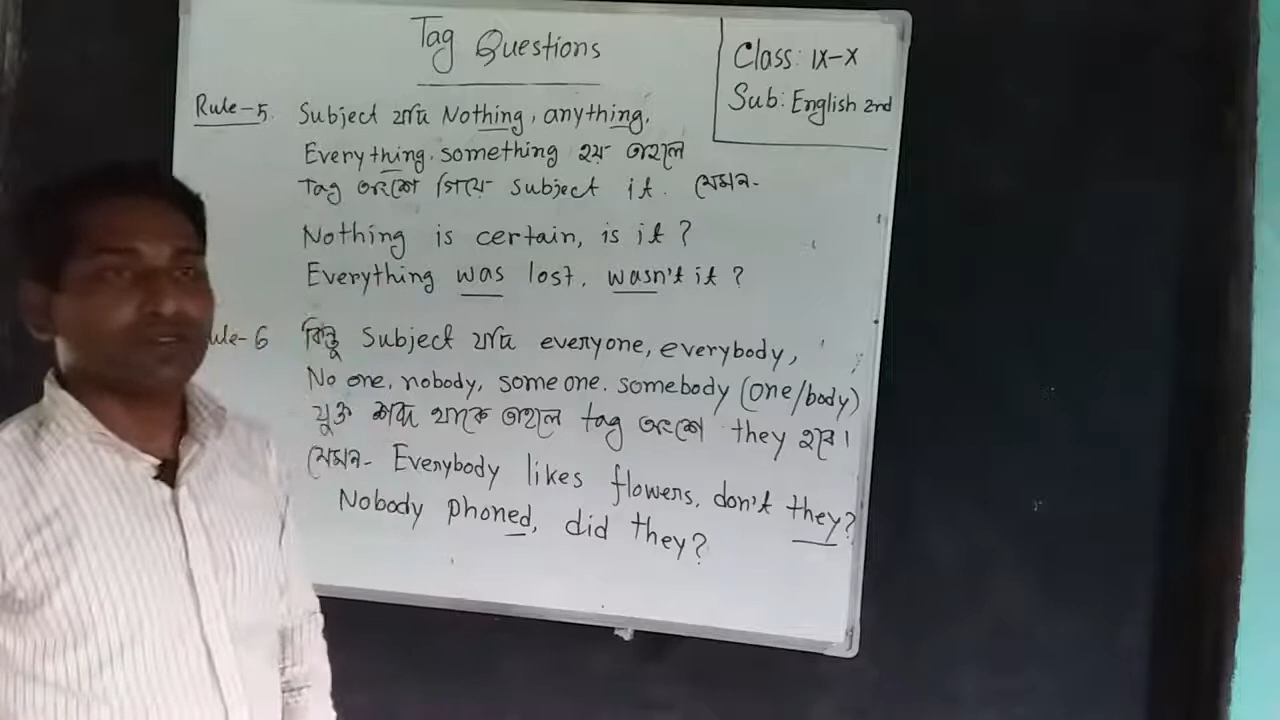 Tag Questions
Class: IX-X
Sub: English 2nd
Rule-5. Subject যদি Nothing, anything,
Everything, something হয় তাহলে
Tag অংশে গিয়ে subject it. যেমন-
Nothing is certain, is it?
Everything was lost, wasn't it?
ule-6 কিন্তু Subject যদি everyone, everybody,
No one, nobody, some one, somebody (one/body)
যুক্ত শব্দ থাকে তাহলে tag অংশে they হবে।
যেমন- Everybody likes flowers, don't they?
Nobody phoned, did they?